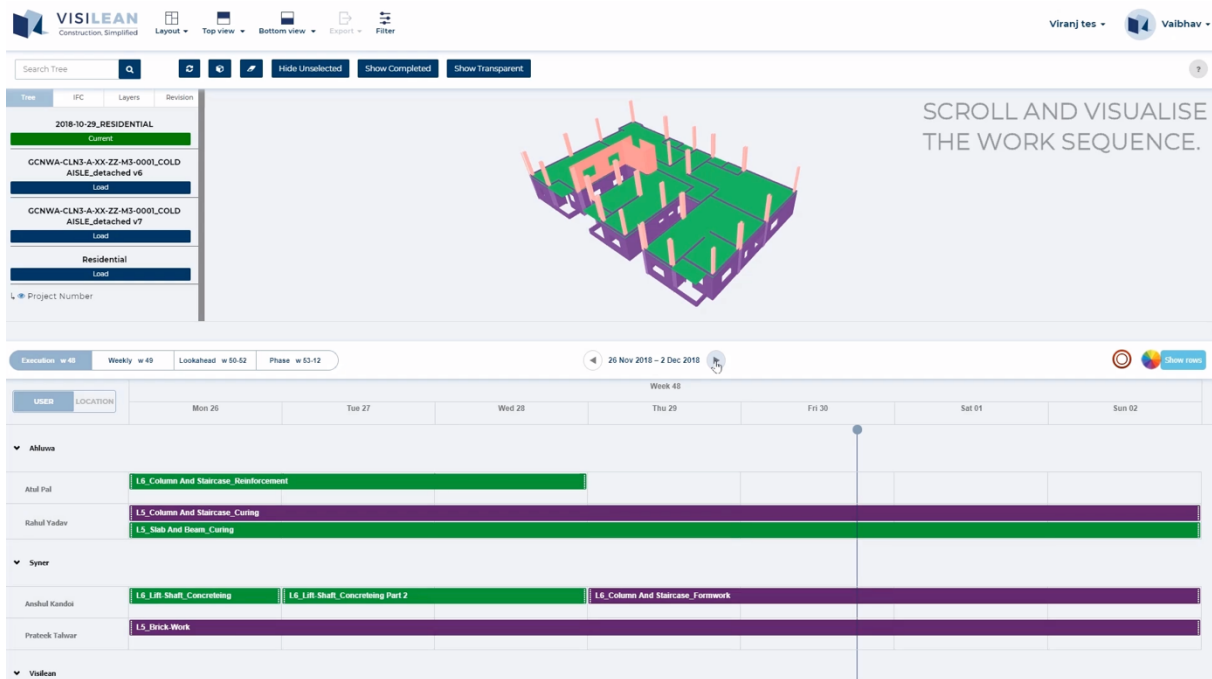 VISILEAN
Construction, Simplified
Layout
Top view
Bottom view
Export
Filter
Viranj tes
Vaibhav
Search Tree
Hide Unselected
Show Completed
Show Transparent
?
Tree
IFC
Layers
Revision
2018-10-29_RESIDENTIAL
Current
GCNWA-CLN3-A-XX-ZZ-M3-0001_COLD
AISLE_detached v6
Load
GCNWA-CLN3-A-XX-ZZ-M3-0001_COLD
AISLE_detached v7
Load
Residential
Load
Project Number
SCROLL AND VISUALISE
THE WORK SEQUENCE.
Execution w 48
Weekly w 49
Lookahead w 50-52
Phase w 53-12
26 Nov 2018 – 2 Dec 2018
Show rows
USER
LOCATION
Week 48
Mon 26
Tue 27
Wed 28
Thu 29
Fri 30
Sat 01
Sun 02
Ahluwa
Atul Pal
L6_Column And Staircase_Reinforcement
Rahul Yadav
L5_Column And Staircase_Curing
L5_Slab And Beam_Curing
Syner
Anshul Kandoi
L6_Lift-Shaft_Concreteing
L6_Lift-Shaft_Concreteing Part 2
L6_Column And Staircase_Formwork
Prateek Talwar
L5_Brick-Work
Visilean